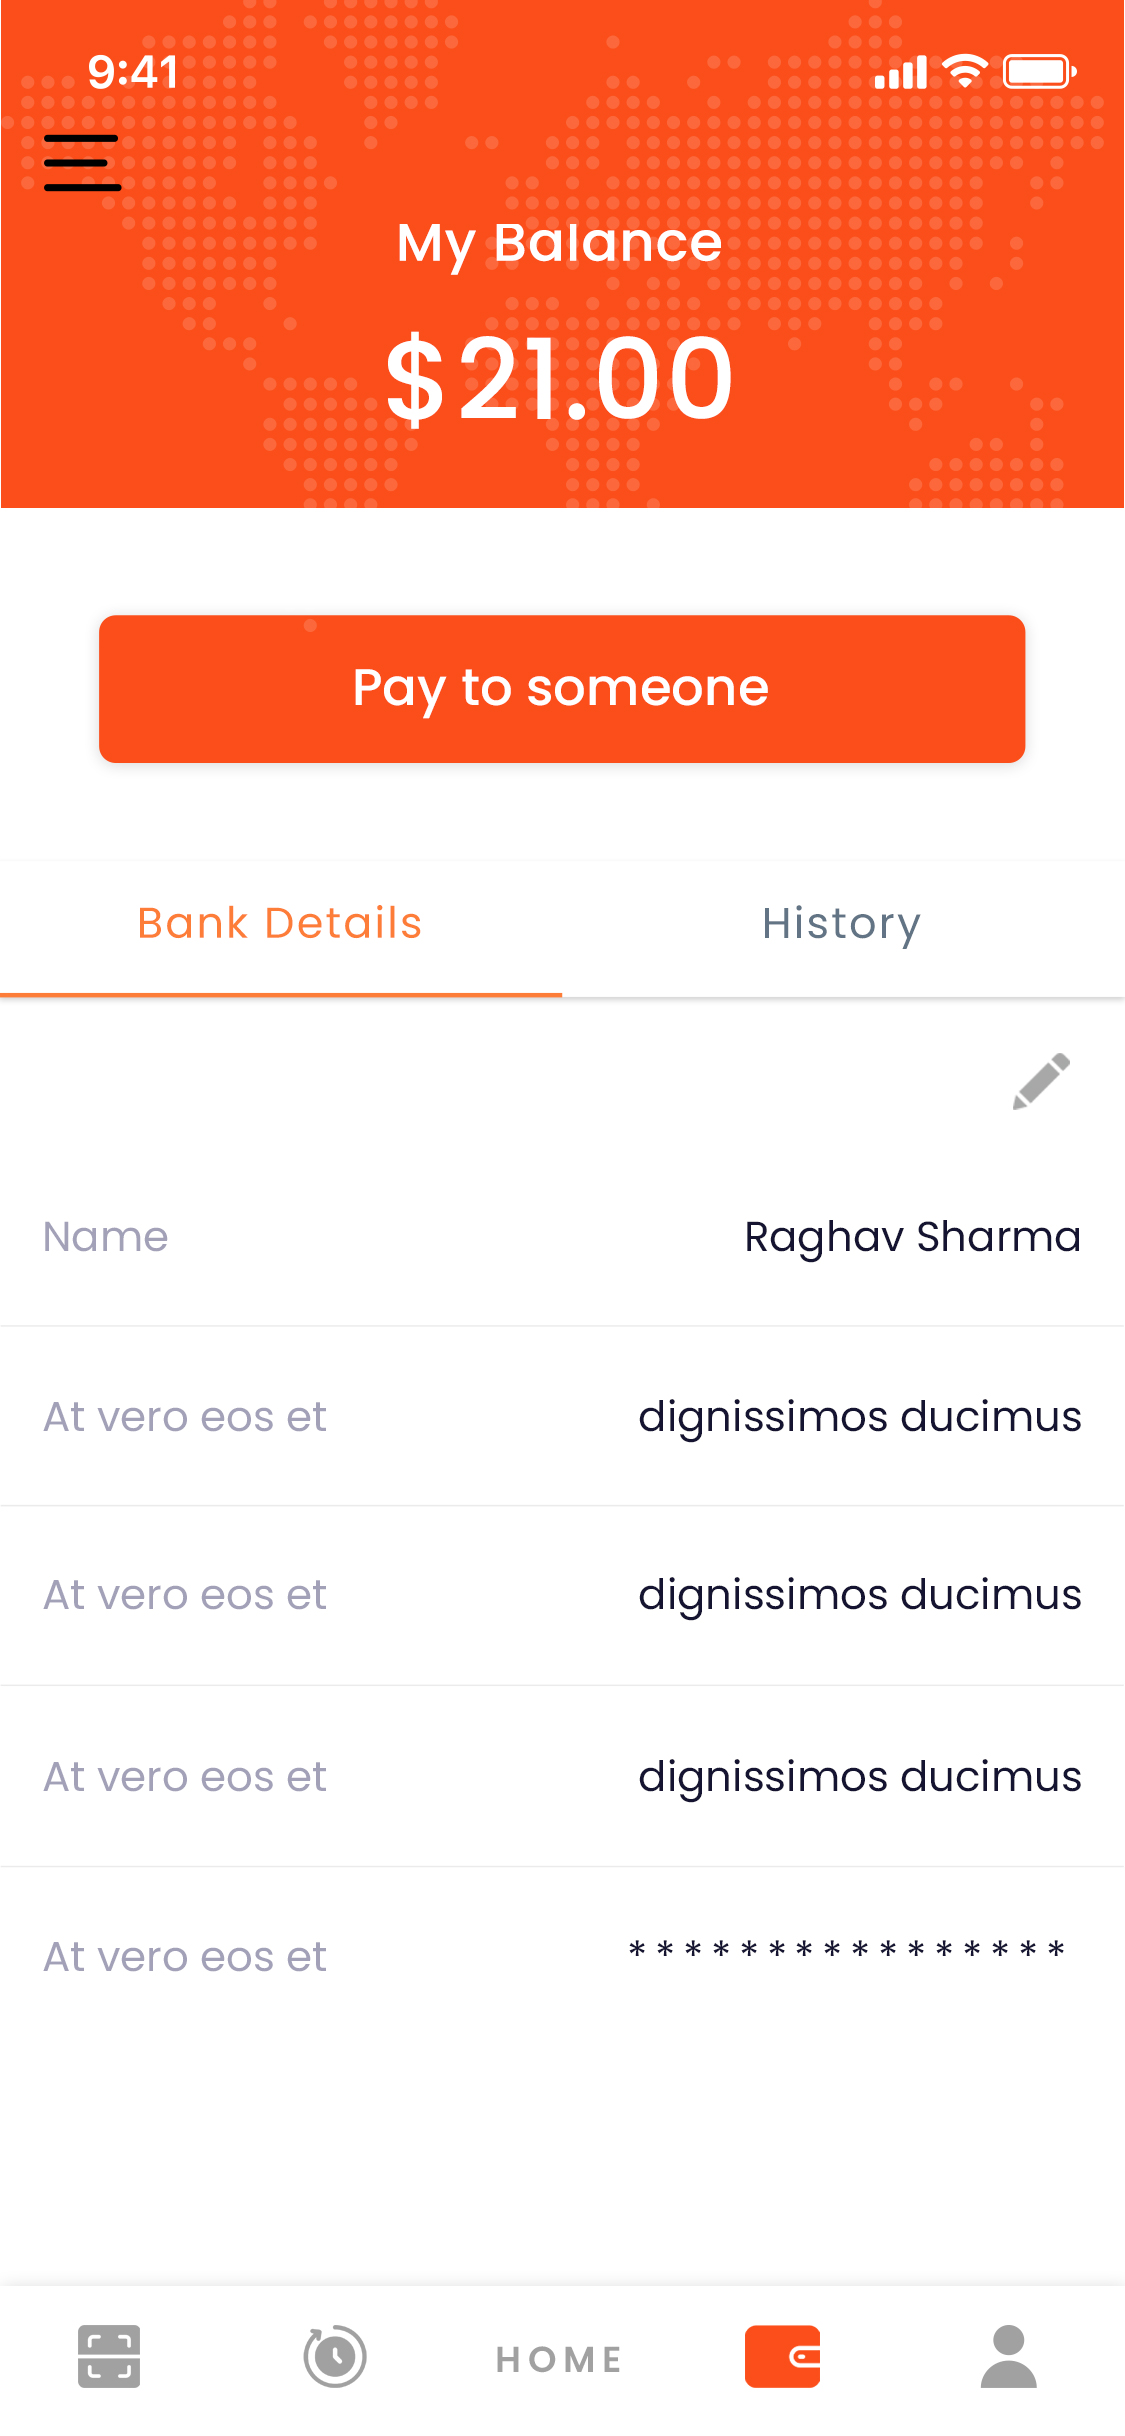 9:41
My Balance
$21.00
Pay to someone
Bank Details
History
Name
Raghav Sharma
At vero eos et
dignissimos ducimus
At vero eos et
dignissimos ducimus
At vero eos et
dignissimos ducimus
At vero eos et
* * * * * * * * * * * * * * * *
HOME